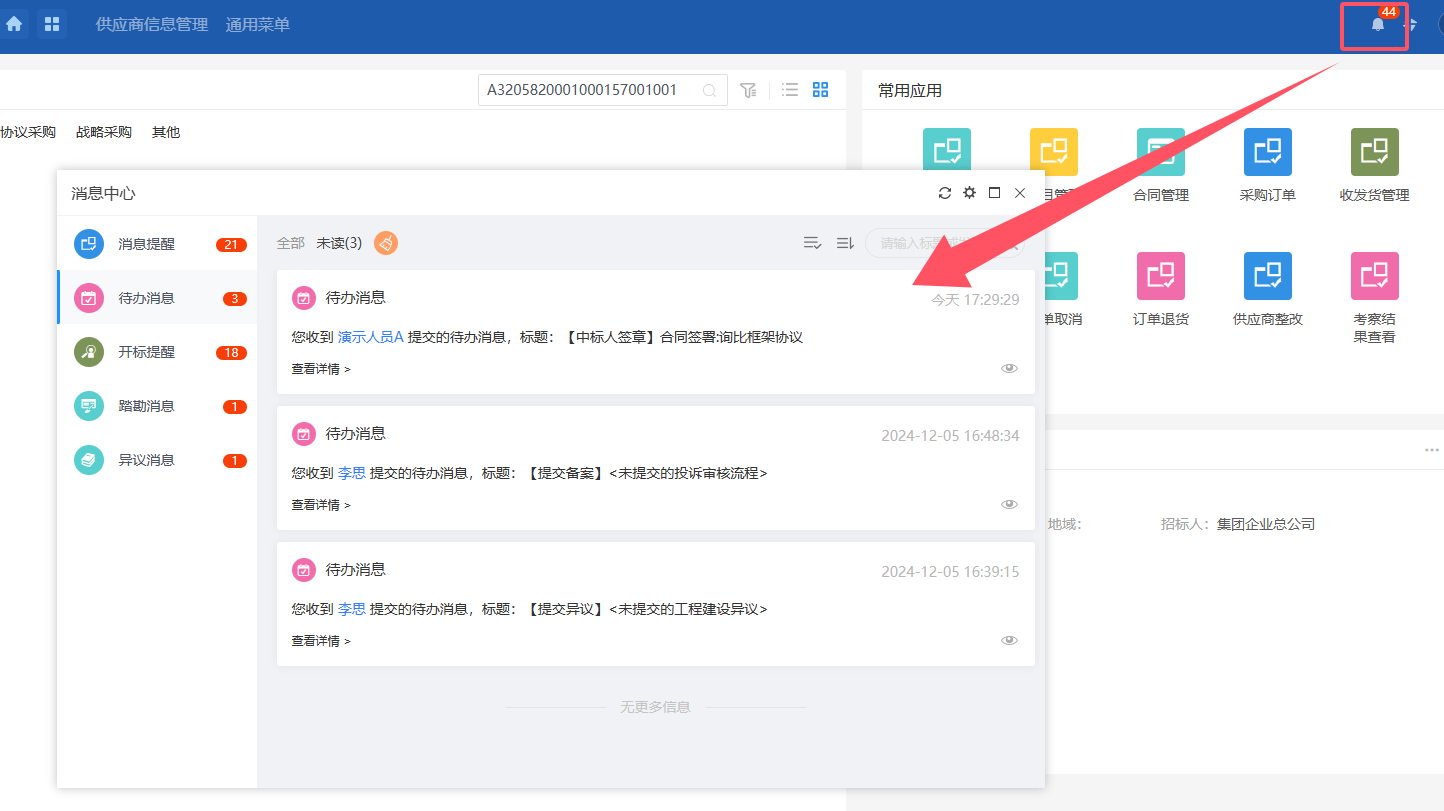 供应商信息管理 通用菜单
44
A3205820001000157001001
常用应用
协议采购 战略采购 其他
合同管理 采购订单 收发货管理
订单退货 供应商整改 考察结
果查看
消息中心
消息提醒 21
待办消息 3
开标提醒 18
踏勘消息 1
异议消息 1
全部 未读(3)
请输入标题
待办消息
今天 17:29:29
您收到 演示人员A 提交的待办消息，标题：【中标人签章】合同签署:询比框架协议
查看详情 >
待办消息
2024-12-05 16:48:34
您收到 李思 提交的待办消息，标题：【提交备案】<未提交的投诉审核流程>
查看详情 >
待办消息
2024-12-05 16:39:15
您收到 李思 提交的待办消息，标题：【提交异议】<未提交的工程建设异议>
查看详情 >
无更多信息
地域： 招标人：集团企业总公司